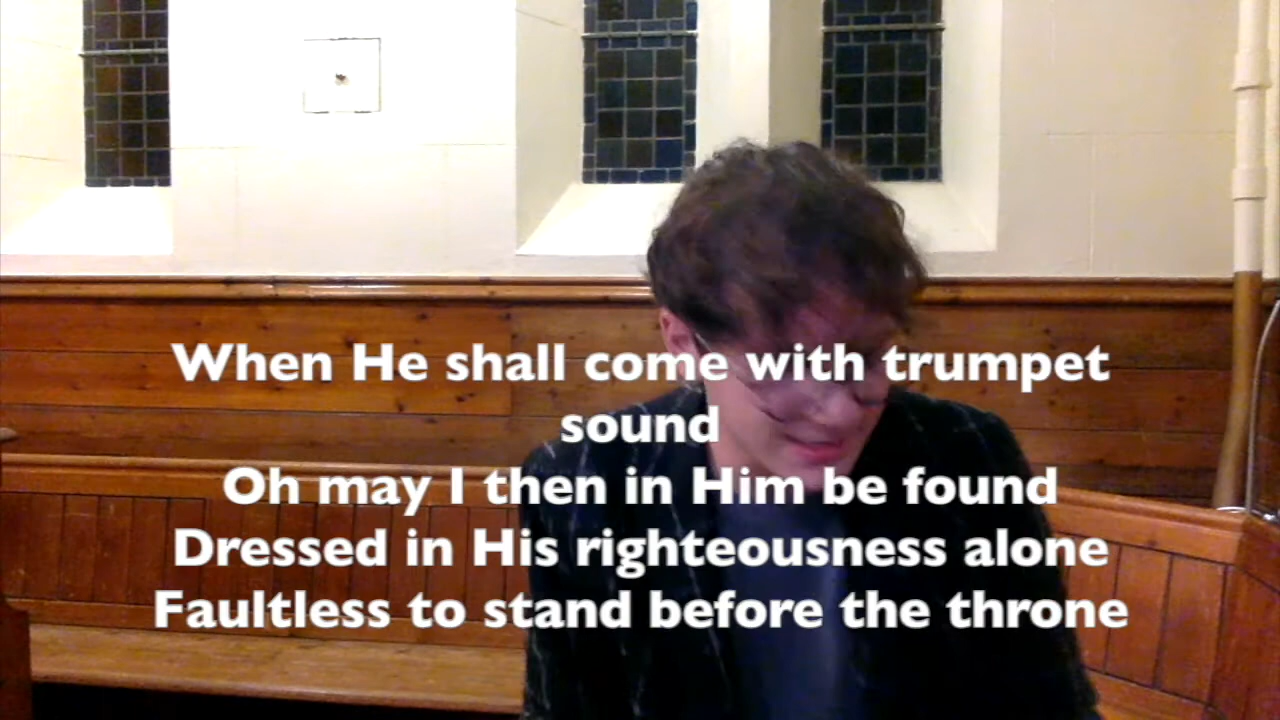 When He shall come with trumpet
sound
Oh may I then in Him be found
Dressed in His righteousness alone
Faultless to stand before the throne